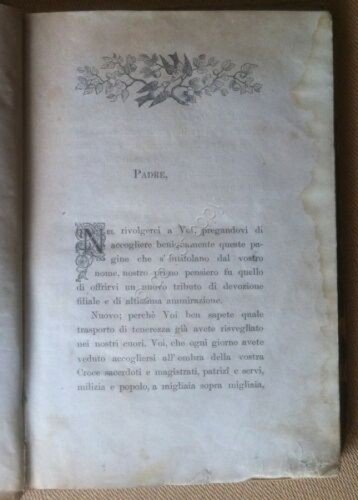 PADRE,
NEL rivolgerci a Voi, pregandovi di
accogliere benignamente queste pa-
gine che s'intitolano dal vostro
nome, nostro primo pensiero fu quello
di offrirvi un nuovo tributo di devozione
filiale e di altissima ammirazione.
Nuovo; perchè Voi ben sapete quale
trasporto di tenerezza già avete risvegliato
nei nostri cuori. Voi, che ogni giorno avete
veduto accogliersi all'ombra della vostra
Croce sacerdoti e magistrati, patrizî e servi,
milizia e popolo, a migliaia sopra migliaia,